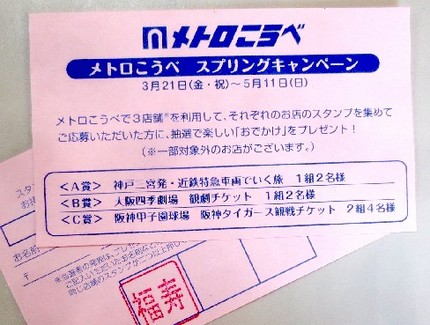 メトロこうべ
メトロこうべ スプリングキャンペーン
3月21日(金・祝)～5月11日(日)
メトロこうべで3店舗※を利用して、それぞれのお店のスタンプを集めて
ご応募いただいた方に、抽選で楽しい「おでかけ」をプレゼント！
(※一部対象外のお店がございます。)
<A賞> 神戸三宮発・近鉄特急車両でいく旅 1組2名様
<B賞> 大阪四季劇場 観劇チケット 1組2名様
<C賞> 阪神甲子園球場 阪神タイガース観戦チケット 2組4名様
スタ
お名前
〒